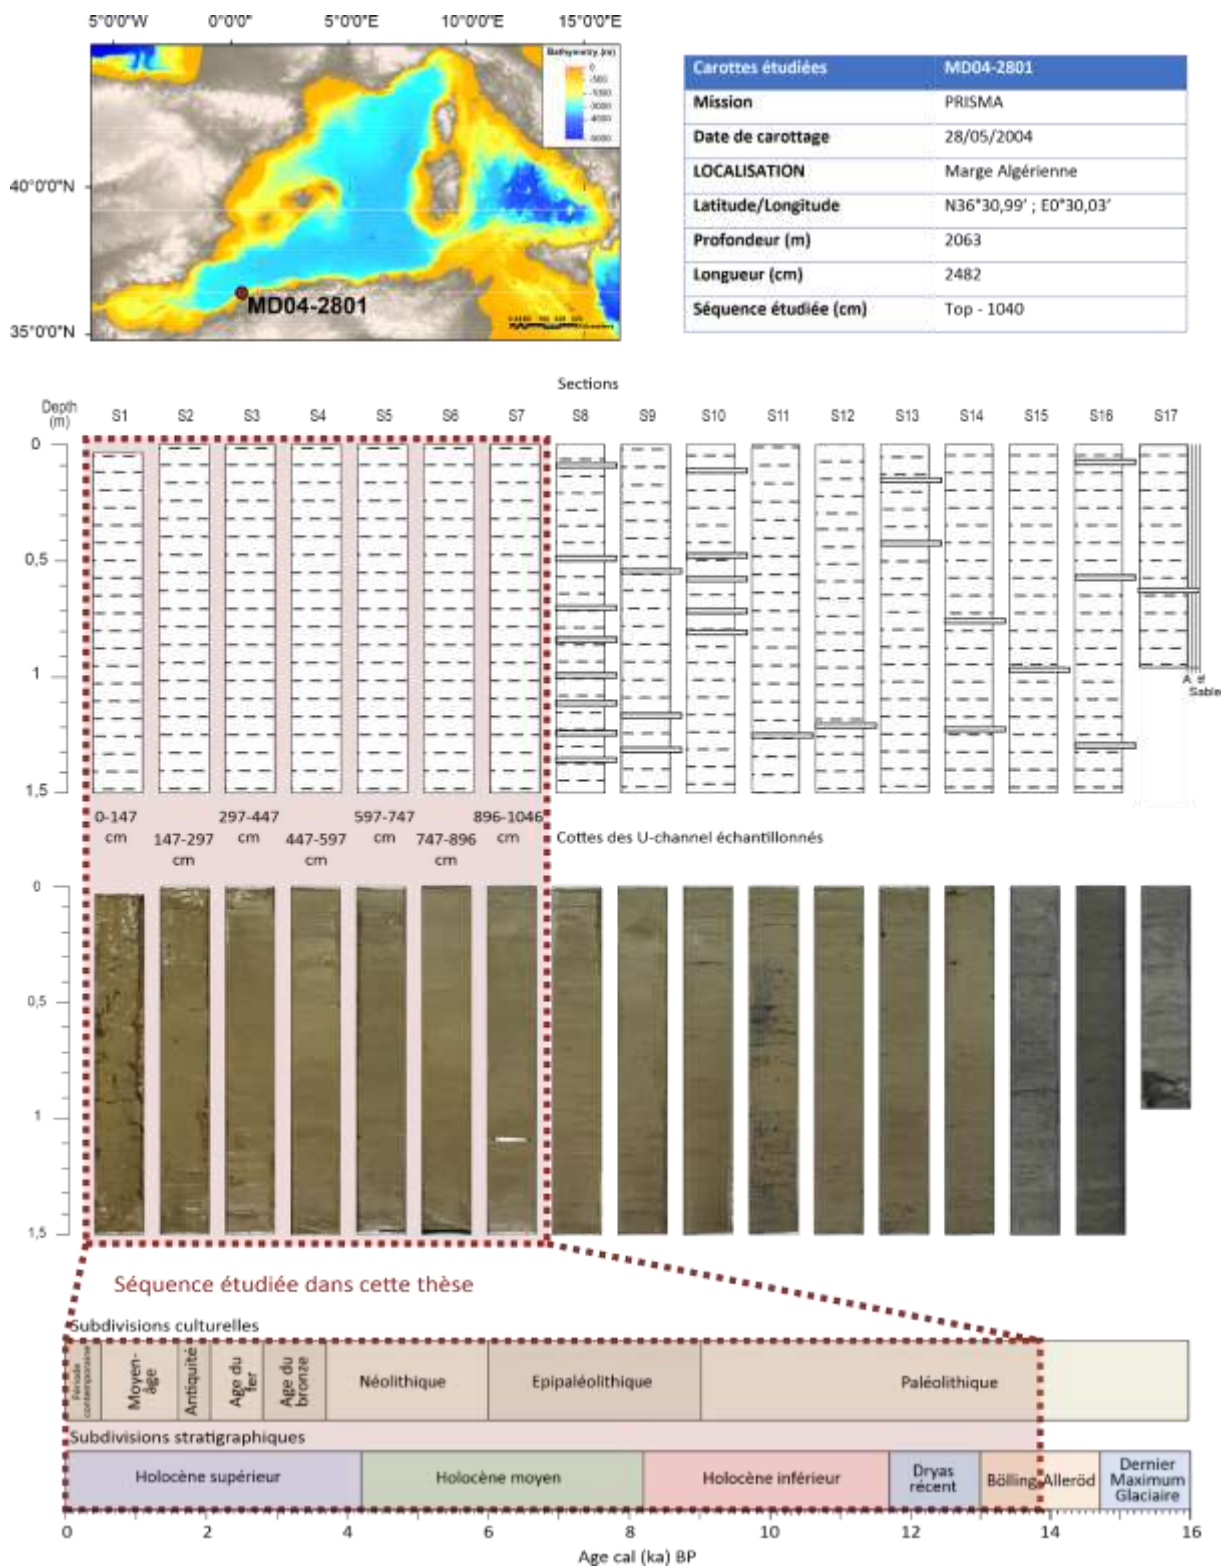 5°0'0"W 0°0'0" 5°0'0"E 10°0'0"E 15°0'0"E
Bathymetry (m)
0
-500
-1000
-3000
-4000
-5000
40°0'0"N
35°0'0"N
MD04-2801
Carottes étudiées MD04-2801
Mission PRISMA
Date de carottage 28/05/2004
LOCALISATION Marge Algérienne
Latitude/Longitude N36°30,99' ; E0°30,03'
Profondeur (m) 2063
Longueur (cm) 2482
Séquence étudiée (cm) Top - 1040
Sections
Depth (m)
S1 S2 S3 S4 S5 S6 S7 S8 S9 S10 S11 S12 S13 S14 S15 S16 S17
0
0,5
1
1,5
A sf
Sable
0-147 cm
147-297 cm
297-447 cm
447-597 cm
597-747 cm
747-896 cm
896-1046 cm
Cottes des U-channel échantillonnés
0
0,5
1
1,5
Séquence étudiée dans cette thèse
Subdivisions culturelles
Période contemporaine
Moyen-âge
Antiquité
Age du fer
Age du bronze
Néolithique
Epipaléolithique
Paléolithique
Subdivisions stratigraphiques
Holocène supérieur
Holocène moyen
Holocène inférieur
Dryas récent
Bölling Alleröd
Dernier Maximum Glaciaire
0 2 4 6 8 10 12 14 16
Age cal (ka) BP